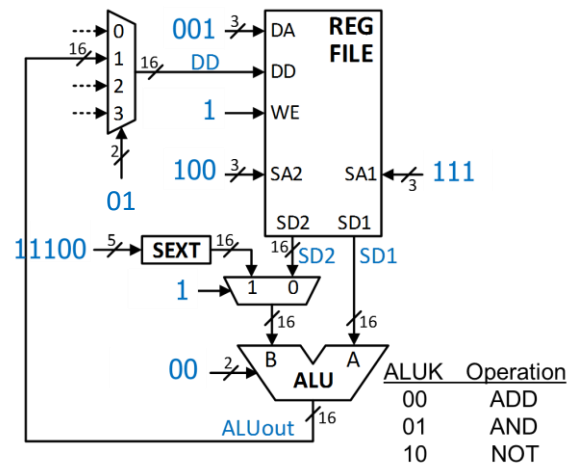 0
001 3 DA REG
FILE
16 1 16 DD DD
2
3
1 WE
2
100 3 SA2 SA1 3 111
01
SD2 SD1
11100 5 SEXT 16 16 SD2 SD1
1 1 0
16 16
B A
00 2 ALU
ALUout 16
ALUK Operation
00 ADD
01 AND
10 NOT